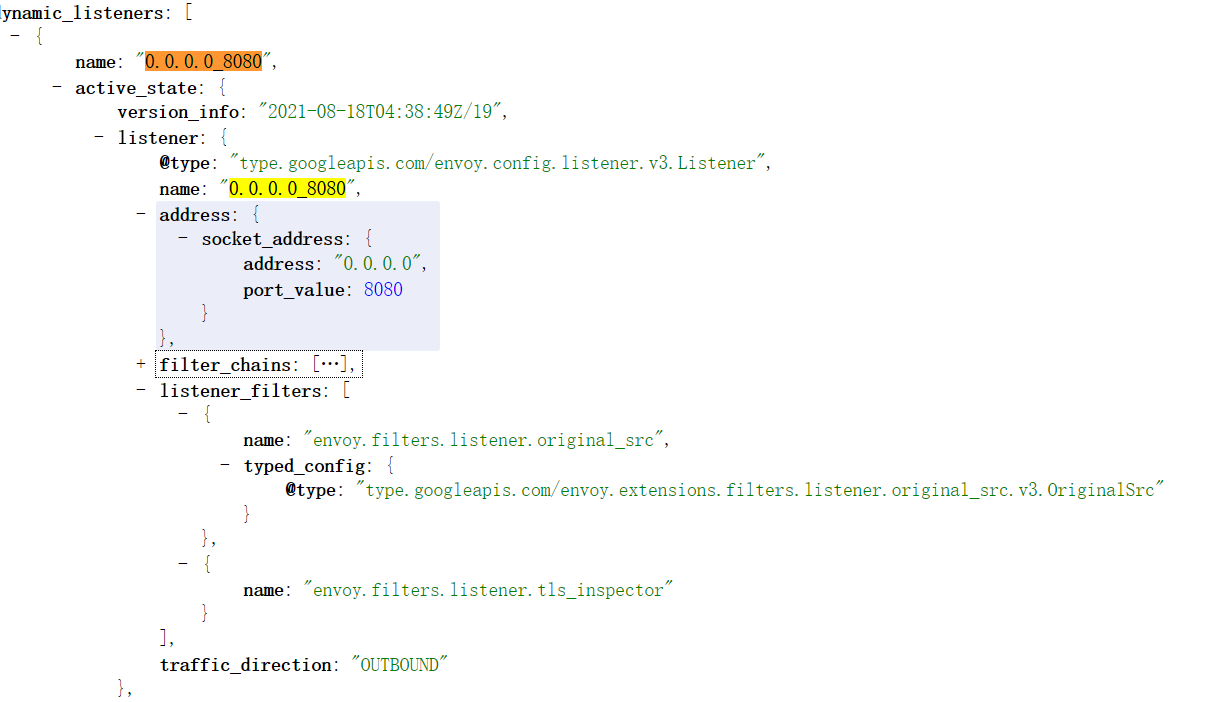 ynamic_listeners: [
- {
name: "0.0.0.0_8080",
- active_state: {
version_info: "2021-08-18T04:38:49Z/19",
- listener: {
@type: "type.googleapis.com/envoy.config.listener.v3.Listener",
name: "0.0.0.0_8080",
- address: {
- socket_address: {
address: "0.0.0.0",
port_value: 8080
}
},
+ filter_chains: […],
- listener_filters: [
- {
name: "envoy.filters.listener.original_src",
- typed_config: {
@type: "type.googleapis.com/envoy.extensions.filters.listener.original_src.v3.OriginalSrc"
}
},
- {
name: "envoy.filters.listener.tls_inspector"
}
],
traffic_direction: "OUTBOUND"
},